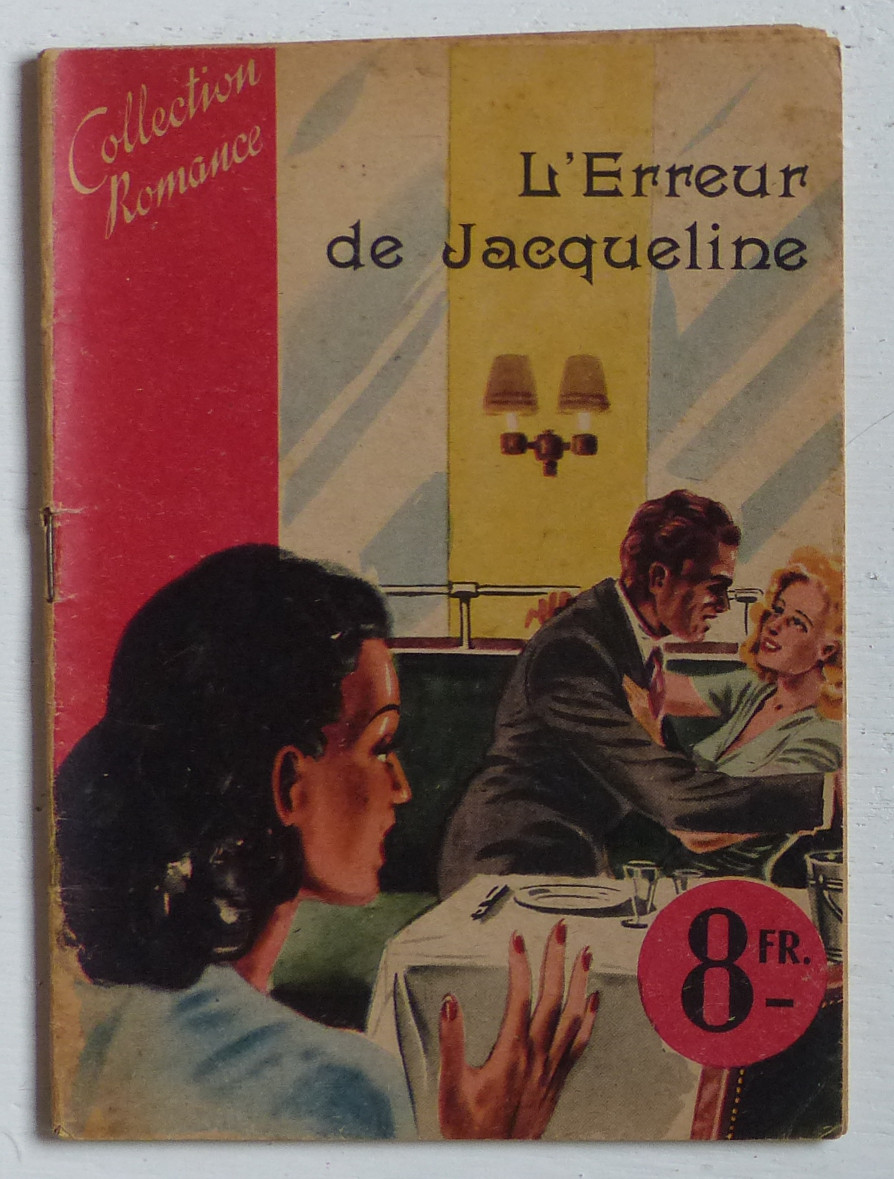 Collection
Romance
L'Erreur
de Jacqueline
8 FR.
-